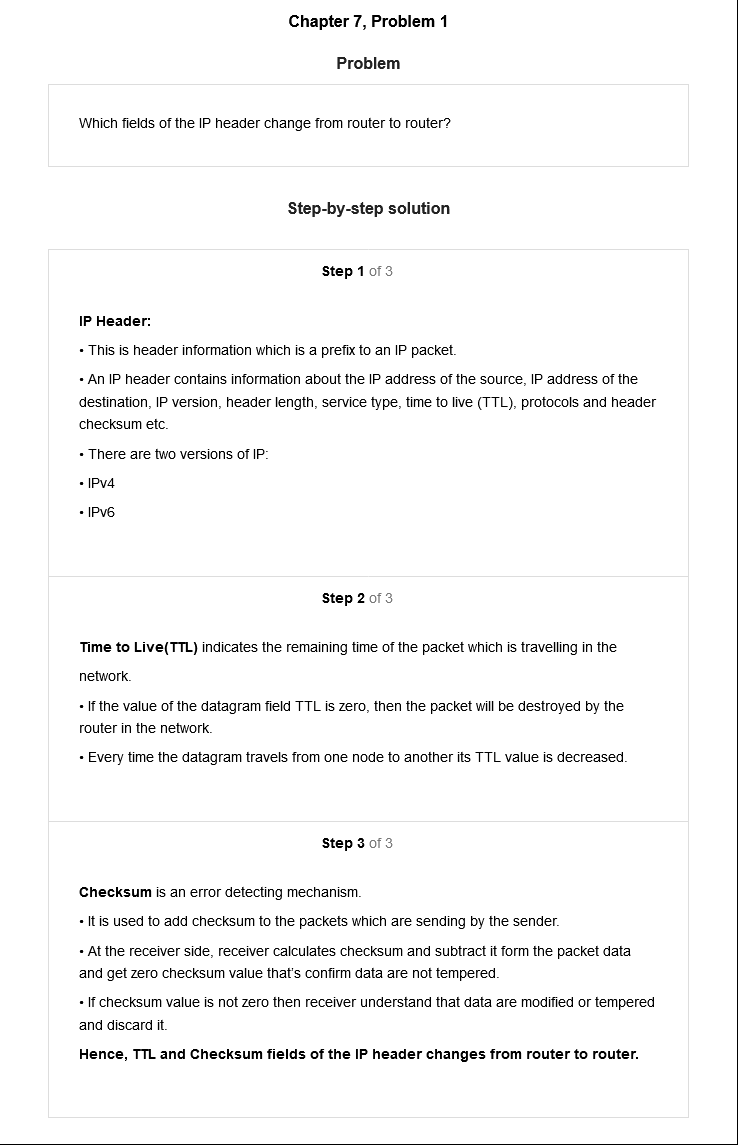 Chapter 7, Problem 1
Problem
Which fields of the IP header change from router to router?
Step-by-step solution
Step 1 of 3
IP Header:
• This is header information which is a prefix to an IP packet.
• An IP header contains information about the IP address of the source, IP address of the
destination, IP version, header length, service type, time to live (TTL), protocols and header
checksum etc.
• There are two versions of IP:
• IPv4
• IPv6
Step 2 of 3
Time to Live(TTL) indicates the remaining time of the packet which is travelling in the
network.
• If the value of the datagram field TTL is zero, then the packet will be destroyed by the
router in the network.
• Every time the datagram travels from one node to another its TTL value is decreased.
Step 3 of 3
Checksum is an error detecting mechanism.
• It is used to add checksum to the packets which are sending by the sender.
• At the receiver side, receiver calculates checksum and subtract it form the packet data
and get zero checksum value that's confirm data are not tempered.
• If checksum value is not zero then receiver understand that data are modified or tempered
and discard it.
Hence, TTL and Checksum fields of the IP header changes from router to router.